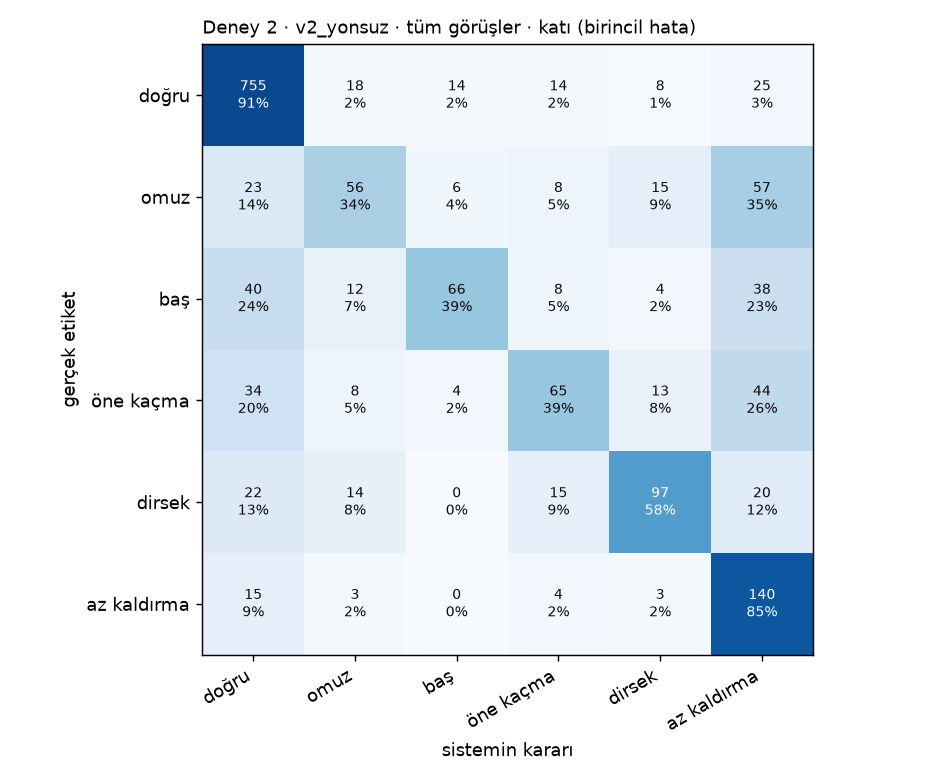 Deney 2 · v2_yonsuz · tüm görüşler · katı (birincil hata)
gerçek etiket
doğru
755 18 14 14 8 25
91% 2% 2% 2% 1% 3%
omuz
23 56 6 8 15 57
14% 34% 4% 5% 9% 35%
baş
40 12 66 8 4 38
24% 7% 39% 5% 2% 23%
öne kaçma
34 8 4 65 13 44
20% 5% 2% 39% 8% 26%
dirsek
22 14 0 15 97 20
13% 8% 0% 9% 58% 12%
az kaldırma
15 3 0 4 3 140
9% 2% 0% 2% 2% 85%
doğru omuz baş öne kaçma dirsek az kaldırma
sistemin kararı